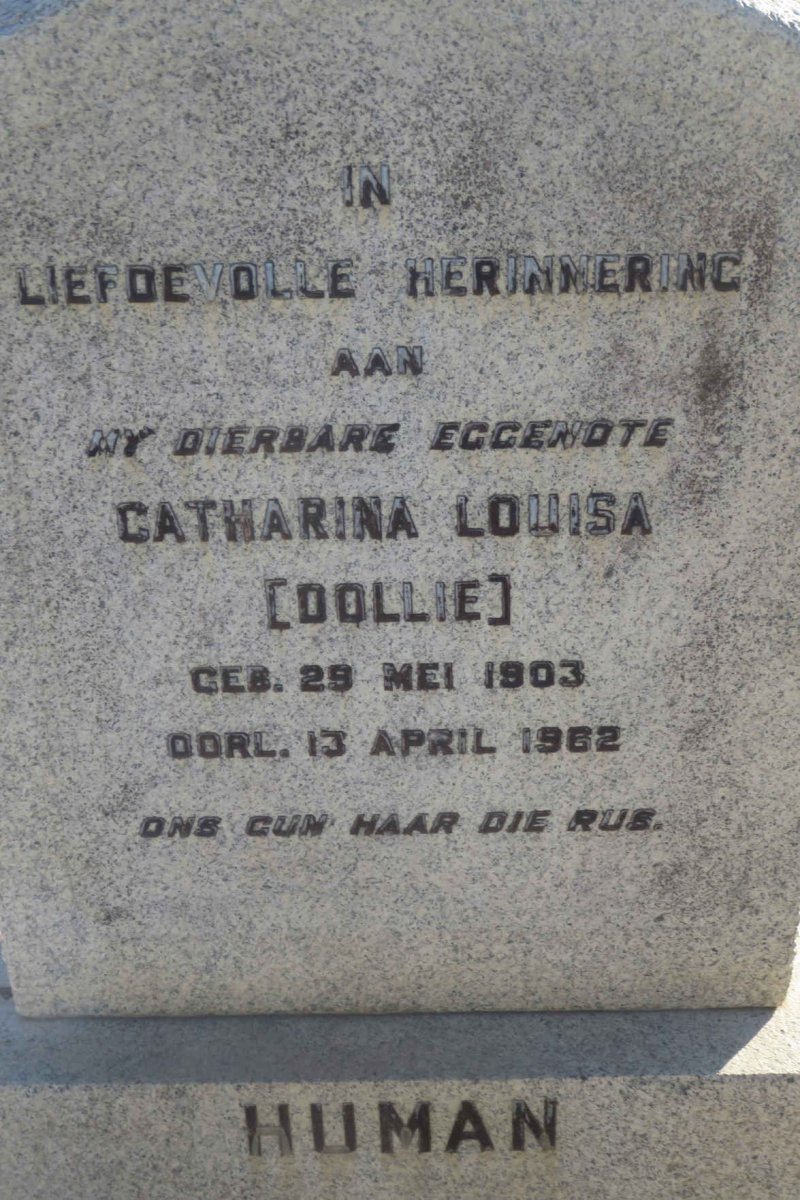 IN
LIEFDEVOLLE HERINNERING
AAN
MY DIERBARE EGGENOTE
CATHARINA LOUISA
[DOLLIE]
GEB. 29 MEI 1903
OORL. 13 APRIL 1962
ONS GUN HAAR DIE RUS.
HUMAN